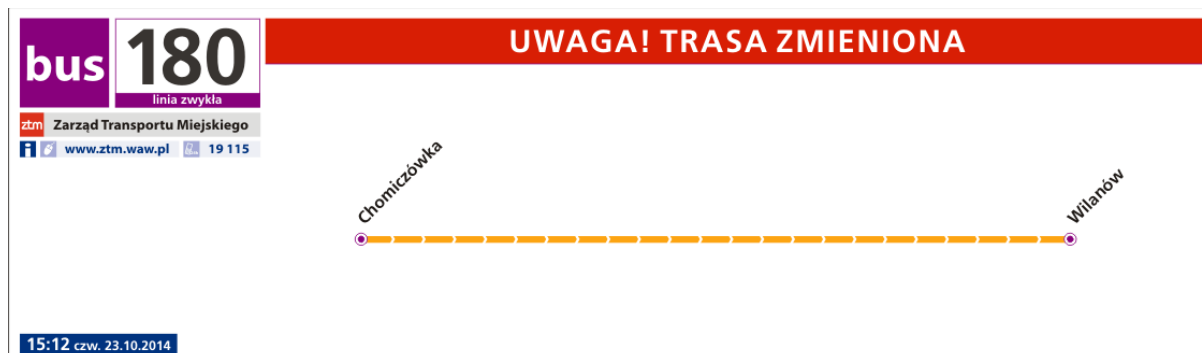 bus 180
linia zwykła
UWAGA! TRASA ZMIENIONA
ztm Zarząd Transportu Miejskiego
i www.ztm.waw.pl 19 115
Chomiczówka
Wilanów
15:12 czw. 23.10.2014